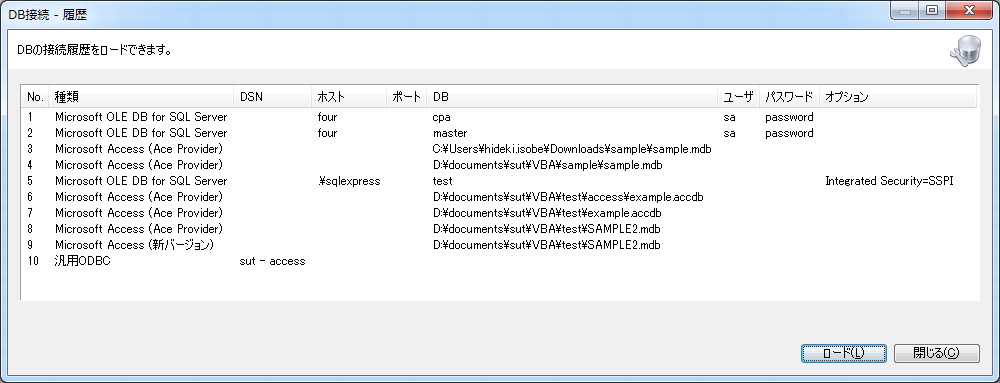 DB接続 - 履歴
DBの接続履歴をロードできます。
No. 種類 DSN ホスト ポート DB ユーザ パスワード オプション
1 Microsoft OLE DB for SQL Server four cpa sa password
2 Microsoft OLE DB for SQL Server four master sa password
3 Microsoft Access (Ace Provider) C:¥Users¥hideki.isobe¥Downloads¥sample¥sample.mdb
4 Microsoft Access (Ace Provider) D:¥documents¥sut¥VBA¥sample¥sample.mdb
5 Microsoft OLE DB for SQL Server .¥sqlexpress test Integrated Security=SSPI
6 Microsoft Access (Ace Provider) D:¥documents¥sut¥VBA¥test¥access¥example.accdb
7 Microsoft Access (Ace Provider) D:¥documents¥sut¥VBA¥test¥example.accdb
8 Microsoft Access (Ace Provider) D:¥documents¥sut¥VBA¥test¥SAMPLE2.mdb
9 Microsoft Access (新バージョン) D:¥documents¥sut¥VBA¥test¥SAMPLE2.mdb
10 汎用ODBC sut - access
ロード(L) 閉じる(C)